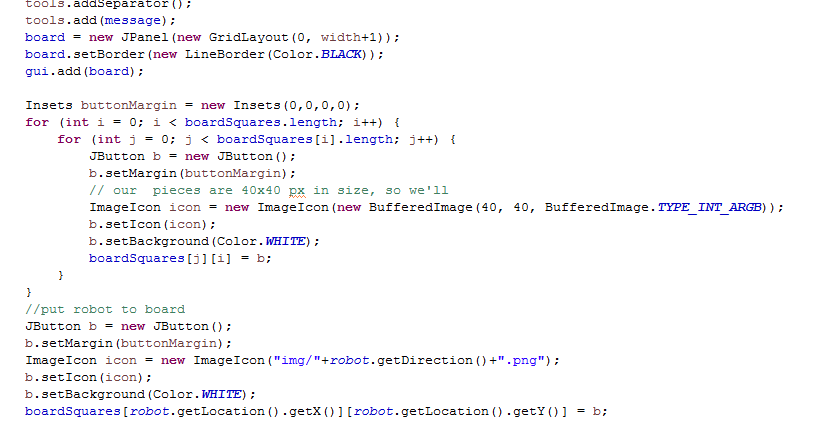 tools.addSeparator();
tools.add(message);
board = new JPanel(new GridLayout(0, width+1));
board.setBorder(new LineBorder(Color.BLACK));
gui.add(board);

Insets buttonMargin = new Insets(0,0,0,0);
for (int i = 0; i < boardSquares.length; i++) {
    for (int j = 0; j < boardSquares[i].length; j++) {
        JButton b = new JButton();
        b.setMargin(buttonMargin);
        // our  pieces are 40x40 px in size, so we'll
        ImageIcon icon = new ImageIcon(new BufferedImage(40, 40, BufferedImage.TYPE_INT_ARGB));
        b.setIcon(icon);
        b.setBackground(Color.WHITE);
        boardSquares[j][i] = b;
    }
}
//put robot to board
JButton b = new JButton();
b.setMargin(buttonMargin);
ImageIcon icon = new ImageIcon("img/"+robot.getDirection()+".png");
b.setIcon(icon);
b.setBackground(Color.WHITE);
boardSquares[robot.getLocation().getX()][robot.getLocation().getY()] = b;